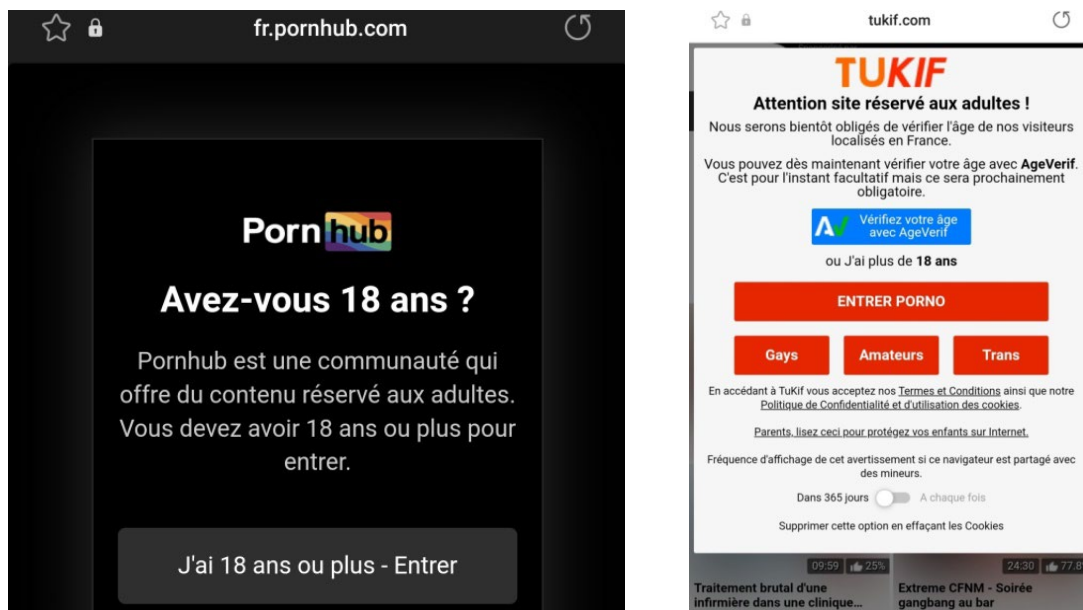 fr.pornhub.com
Porn hub
Avez-vous 18 ans ?
Pornhub est une communauté qui
offre du contenu réservé aux adultes.
Vous devez avoir 18 ans ou plus pour
entrer.
J'ai 18 ans ou plus - Entrer
tukif.com
TUKIF
Attention site réservé aux adultes !
Nous serons bientôt obligés de vérifier l'âge de nos visiteurs
localisés en France.
Vous pouvez dès maintenant vérifier votre âge avec AgeVerif.
C'est pour l'instant facultatif mais ce sera prochainement
obligatoire.
Vérifiez votre âge
avec AgeVerif
ou J'ai plus de 18 ans
ENTRER PORNO
Gays Amateurs Trans
En accédant à TuKif vous acceptez nos Termes et Conditions ainsi que notre
Politique de Confidentialité et d'utilisation des cookies.
Parents, lisez ceci pour protégez vos enfants sur Internet.
Fréquence d'affichage de cet avertissement si ce navigateur est partagé avec
des mineurs.
Dans 365 jours A chaque fois
Supprimer cette option en effaçant les Cookies
09:59 25% 24:30 77.8
Traitement brutal d'une
infirmière dans une clinique...
Extreme CFNM - Soirée
gangbang au bar